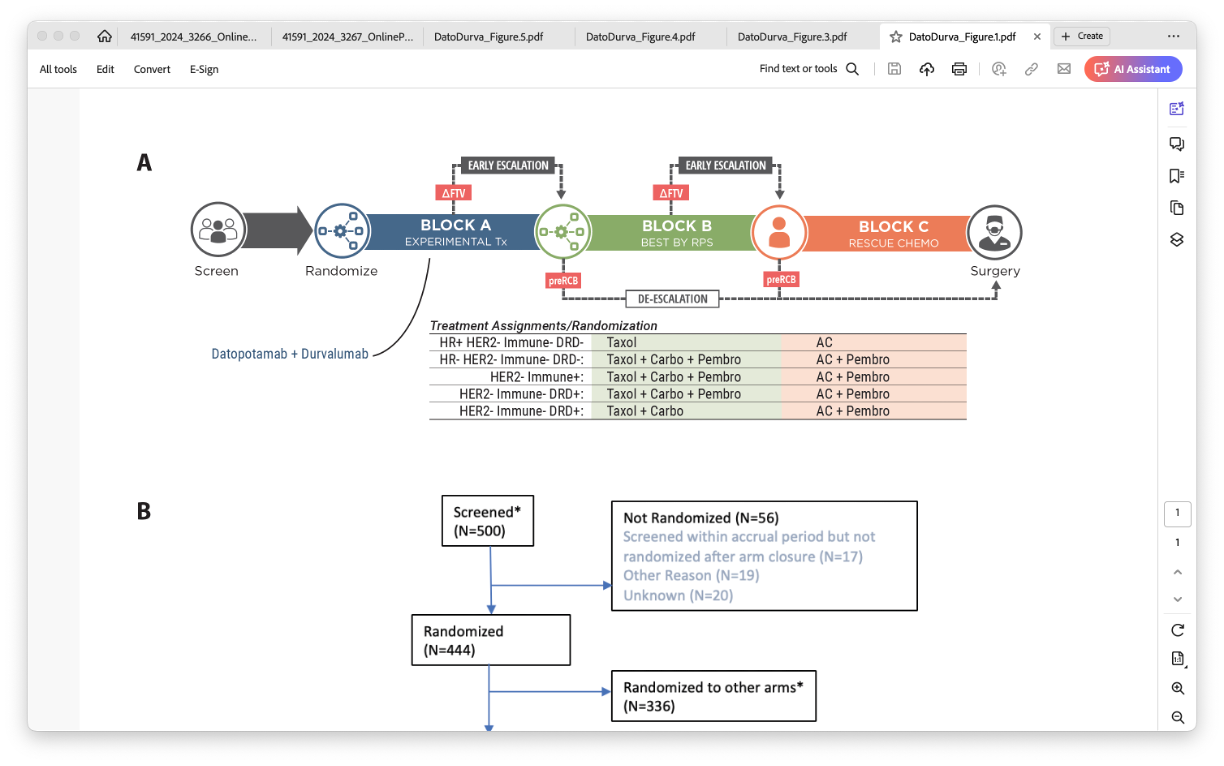 41591_2024_3266_Online...
41591_2024_3267_OnlineP...
DatoDurva_Figure.5.pdf
DatoDurva_Figure.4.pdf
DatoDurva_Figure.3.pdf
DatoDurva_Figure.1.pdf
Create
All tools
Edit
Convert
E-Sign
Find text or tools
AI Assistant
A
EARLY ESCALATION
EARLY ESCALATION
ΔFTV
ΔFTV
BLOCK A
EXPERIMENTAL Tx
BLOCK B
BEST BY RPS
BLOCK C
RESCUE CHEMO
Screen
Randomize
Surgery
preRCB
preRCB
DE-ESCALATION
Datopotamab + Durvalumab
Treatment Assignments/Randomization
HR+ HER2- Immune- DRD- Taxol AC
HR- HER2- Immune- DRD-: Taxol + Carbo + Pembro AC + Pembro
HER2- Immune+: Taxol + Carbo + Pembro AC + Pembro
HER2- Immune- DRD+: Taxol + Carbo + Pembro AC + Pembro
HER2- Immune- DRD+: Taxol + Carbo AC + Pembro
B
Screened*
(N=500)
Not Randomized (N=56)
Screened within accrual period but not
randomized after arm closure (N=17)
Other Reason (N=19)
Unknown (N=20)
Randomized
(N=444)
Randomized to other arms*
(N=336)
1
1
1:1